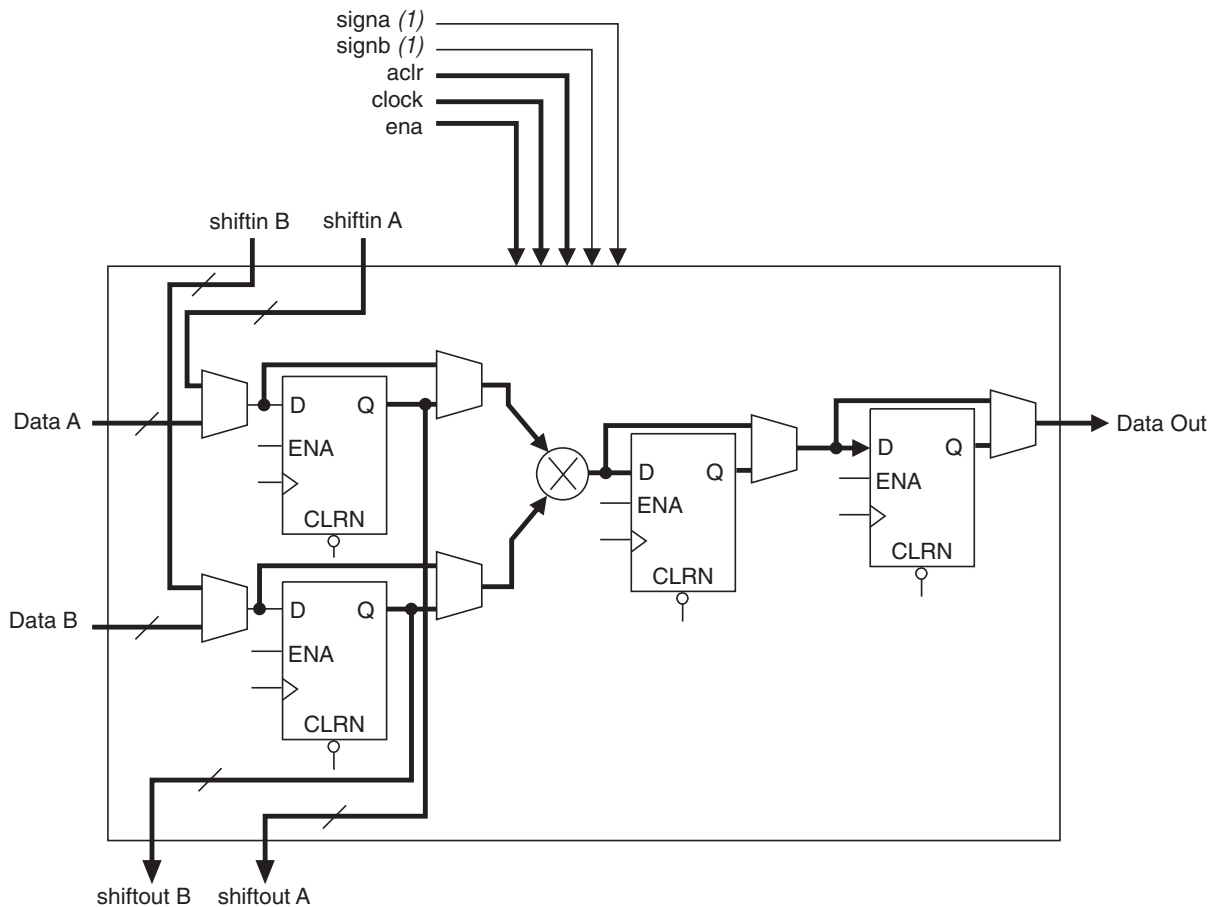 signa (1)
signb (1)
aclr
clock
ena
shiftin B
shiftin A
Data A
D
Q
ENA
CLRN
Data B
D
Q
ENA
CLRN
D
Q
ENA
CLRN
D
Q
ENA
CLRN
Data Out
shiftout B
shiftout A